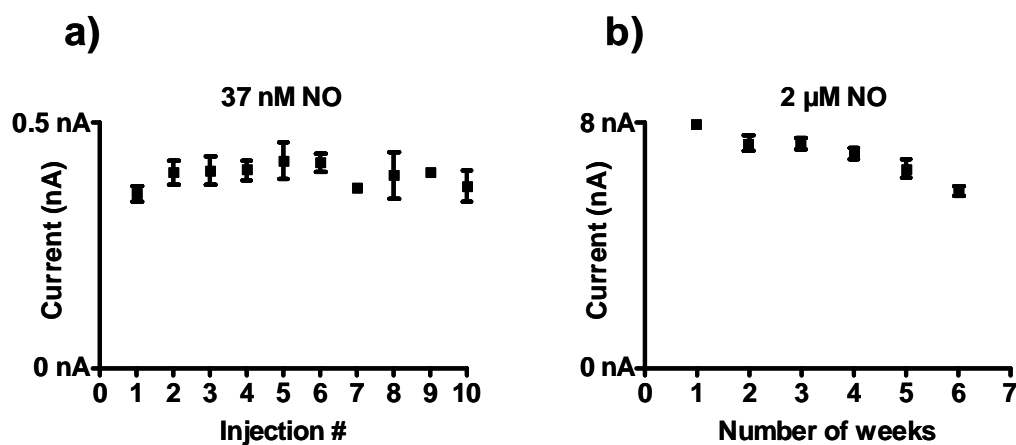 a)
37 nM NO
0.5 nA
Current (nA)
0 nA
0 1 2 3 4 5 6 7 8 9 10
Injection #
b)
2 µM NO
8 nA
Current (nA)
0 nA
0 1 2 3 4 5 6 7
Number of weeks